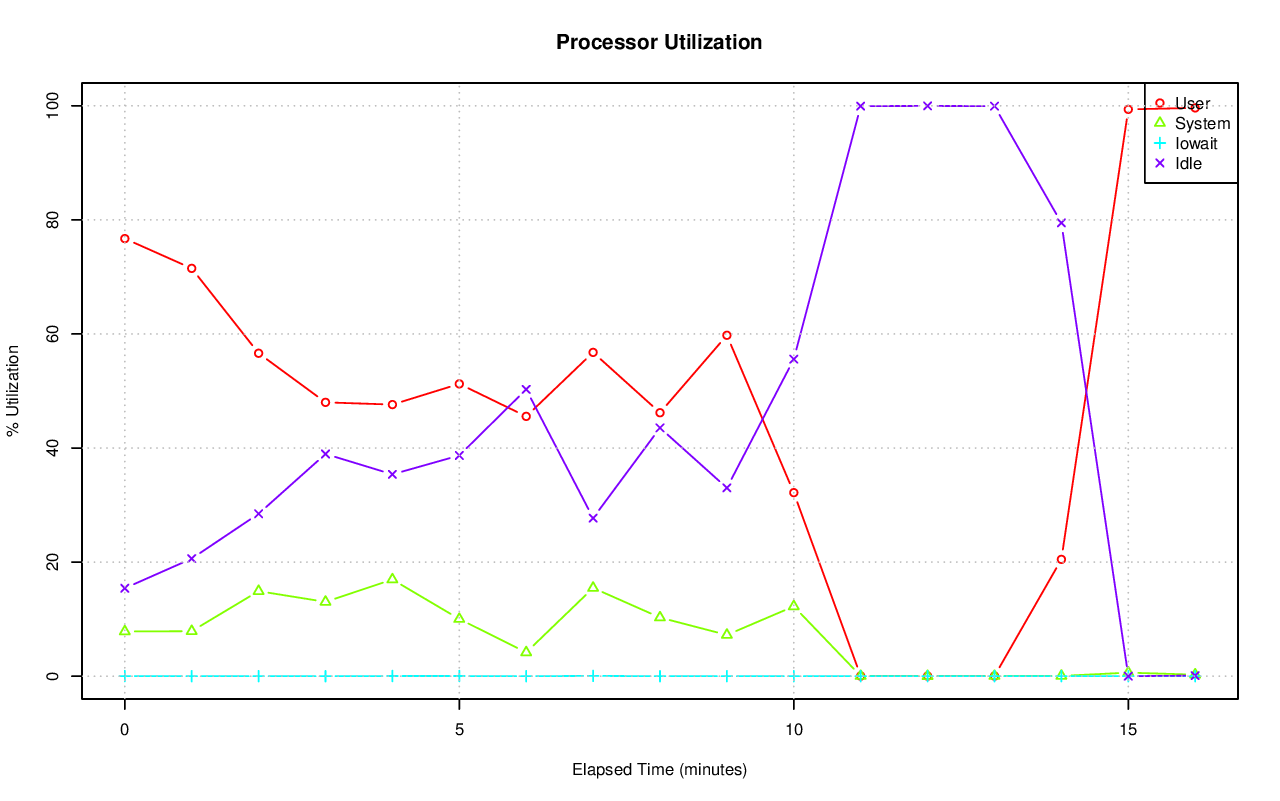 Processor Utilization
% Utilization
100
80
60
40
20
0
User
System
Iowait
Idle
0 5 10 15
Elapsed Time (minutes)